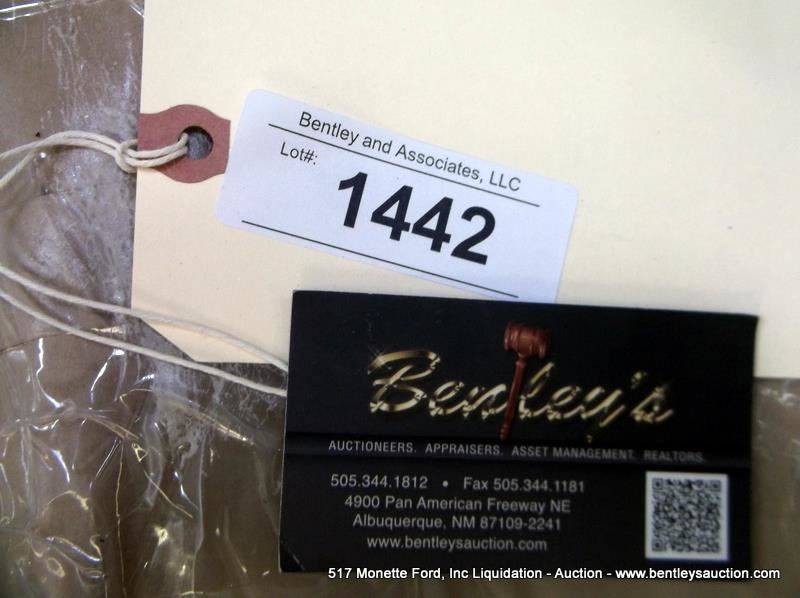 Bentley and Associates, LLC
Lot#:
1442
Bentley's
AUCTIONEERS. APPRAISERS. ASSET MANAGEMENT. REALTORS.
505.344.1812 • Fax 505.344.1181
4900 Pan American Freeway NE
Albuquerque, NM 87109-2241
www.bentleysauction.com
517 Monette Ford, Inc Liquidation - Auction - www.bentleysauction.com